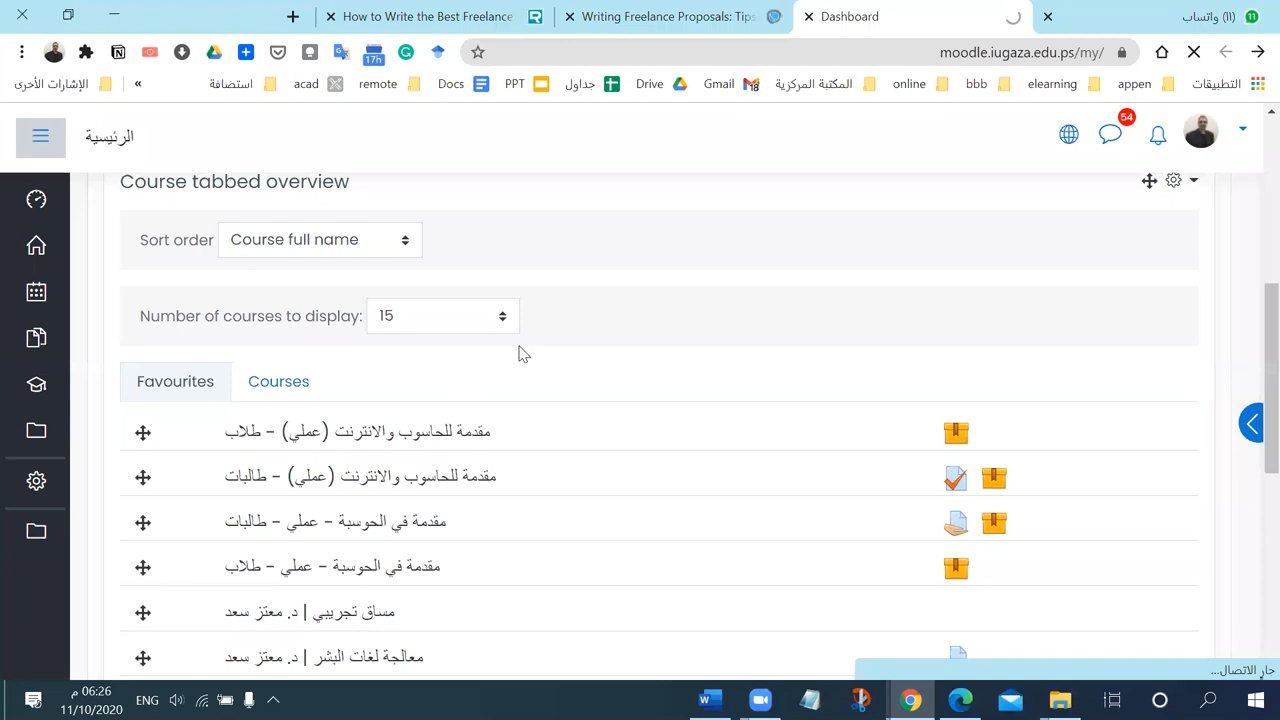 How to Write the Best Freelance
Writing Freelance Proposals: Tips
Dashboard
(11) واتساب
11
17h
moodle.iugaza.edu.ps/my/
الإشارات الأخرى
«
استضافة
acad
remote
Docs
PPT
جداول
Drive
Gmail
المكتبة المركزية
online
bbb
elearning
appen
التطبيقات
الرئيسية
54
Course tabbed overview
Sort order
Course full name
Number of courses to display:
15
Favourites
Courses
مقدمة للحاسوب والانترنت (عملي) - طلاب
مقدمة للحاسوب والانترنت (عملي) - طالبات
مقدمة في الحوسبة - عملي - طالبات
مقدمة في الحوسبة - عملي - طلاب
مساق تجريبي | د. معتز سعد
معالجة لغات البشر | د. معتز سعد
جارٍ الاتصال...
06:26 م
11/10/2020
ENG